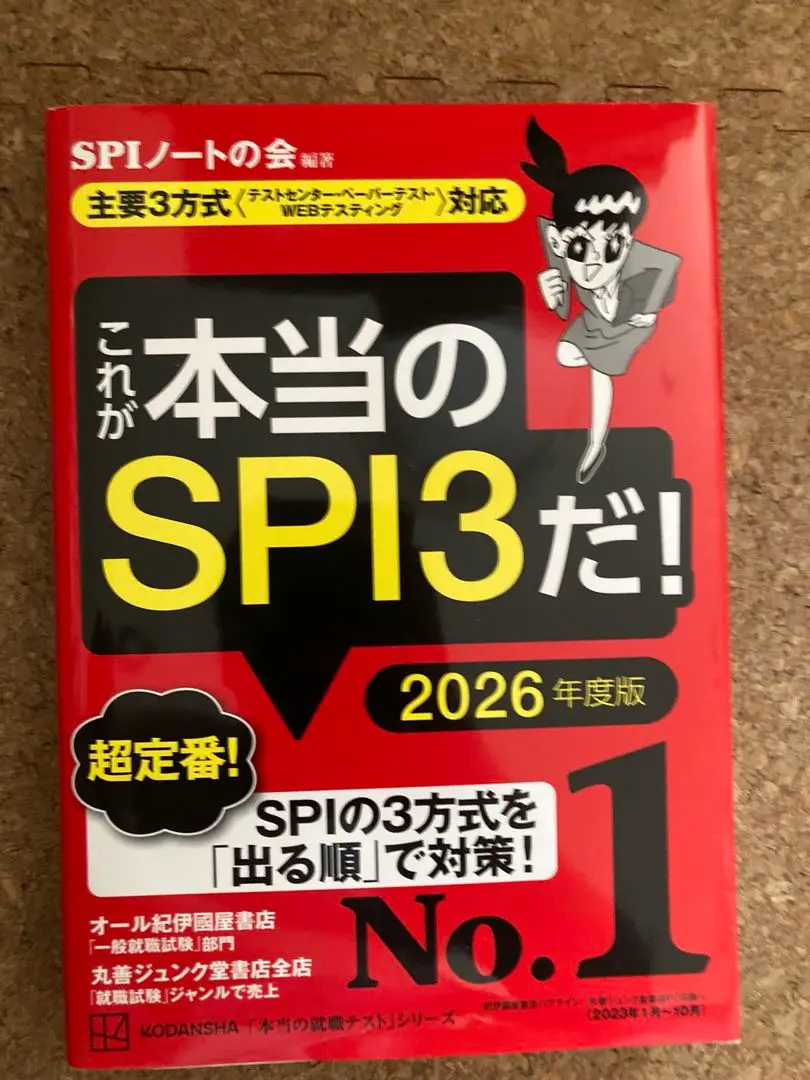 SPIノートの会 編著
主要3方式〈テストセンター・ペーパーテスト・
WEBテスティング〉対応
これが
本当の
SPI3だ!
2026年度版
超定番!
SPIの3方式を
「出る順」で対策!
No.1
オール紀伊國屋書店
「一般就職試験」部門
丸善ジュンク堂書店全店
「就職試験」ジャンルで売上
KODANSHA「本当の就職テスト」シリーズ
(2023年1月〜10月)